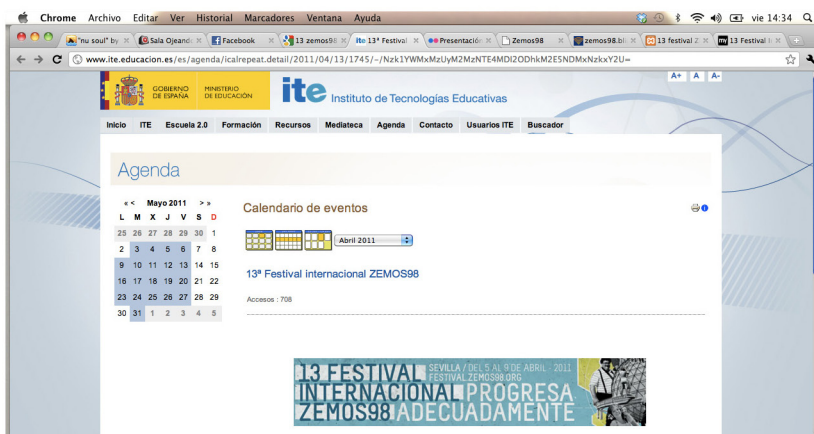 Chrome Archivo Editar Ver Historial Marcadores Ventana Ayuda vie 14:34
"nu soul" by
Sala Ojeando
Facebook
13 zemos98
ite 13ª Festival
Presentación
Zemos98
zemos98.bl
13 festival
13 Festival
www.ite.educacion.es/es/agenda/icalrepeat.detail/2011/04/13/1745/-/
A+ A A-
GOBIERNO DE ESPAÑA
MINISTERIO DE EDUCACIÓN
ite Instituto de Tecnologías Educativas
Inicio ITE Escuela 2.0 Formación Recursos Mediateca Agenda Contacto Usuarios ITE Buscador
Agenda
« < Mayo 2011 > »
L M X J V S D
25 26 27 28 29 30 1
2 3 4 5 6 7 8
9 10 11 12 13 14 15
16 17 18 19 20 21 22
23 24 25 26 27 28 29
30 31 1 2 3 4 5
Calendario de eventos
Abril 2011
13ª Festival internacional ZEMOS98
Accesos : 708
13 FESTIVAL INTERNACIONAL ZEMOS98
SEVILLA / DEL 5 AL 9 DE ABRIL - 2011
FESTIVAL.ZEMOS98.ORG
PROGRESA ADECUADAMENTE